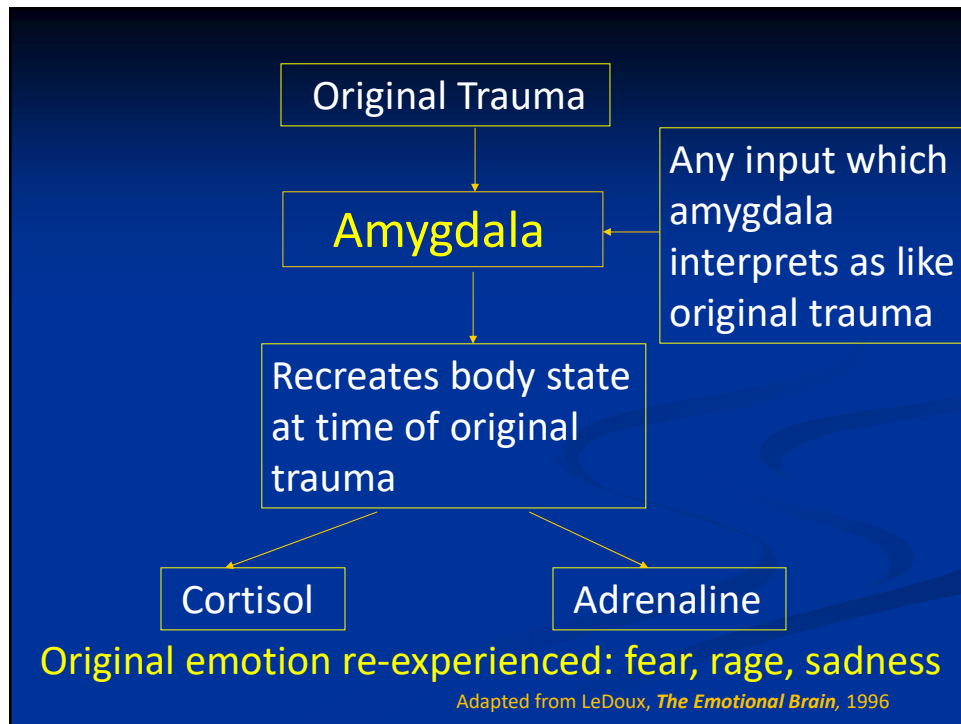 Original Trauma
Any input which
amygdala
interprets as like
original trauma
Amygdala
Recreates body state
at time of original
trauma
Cortisol
Adrenaline
Original emotion re-experienced: fear, rage, sadness
Adapted from LeDoux, The Emotional Brain, 1996